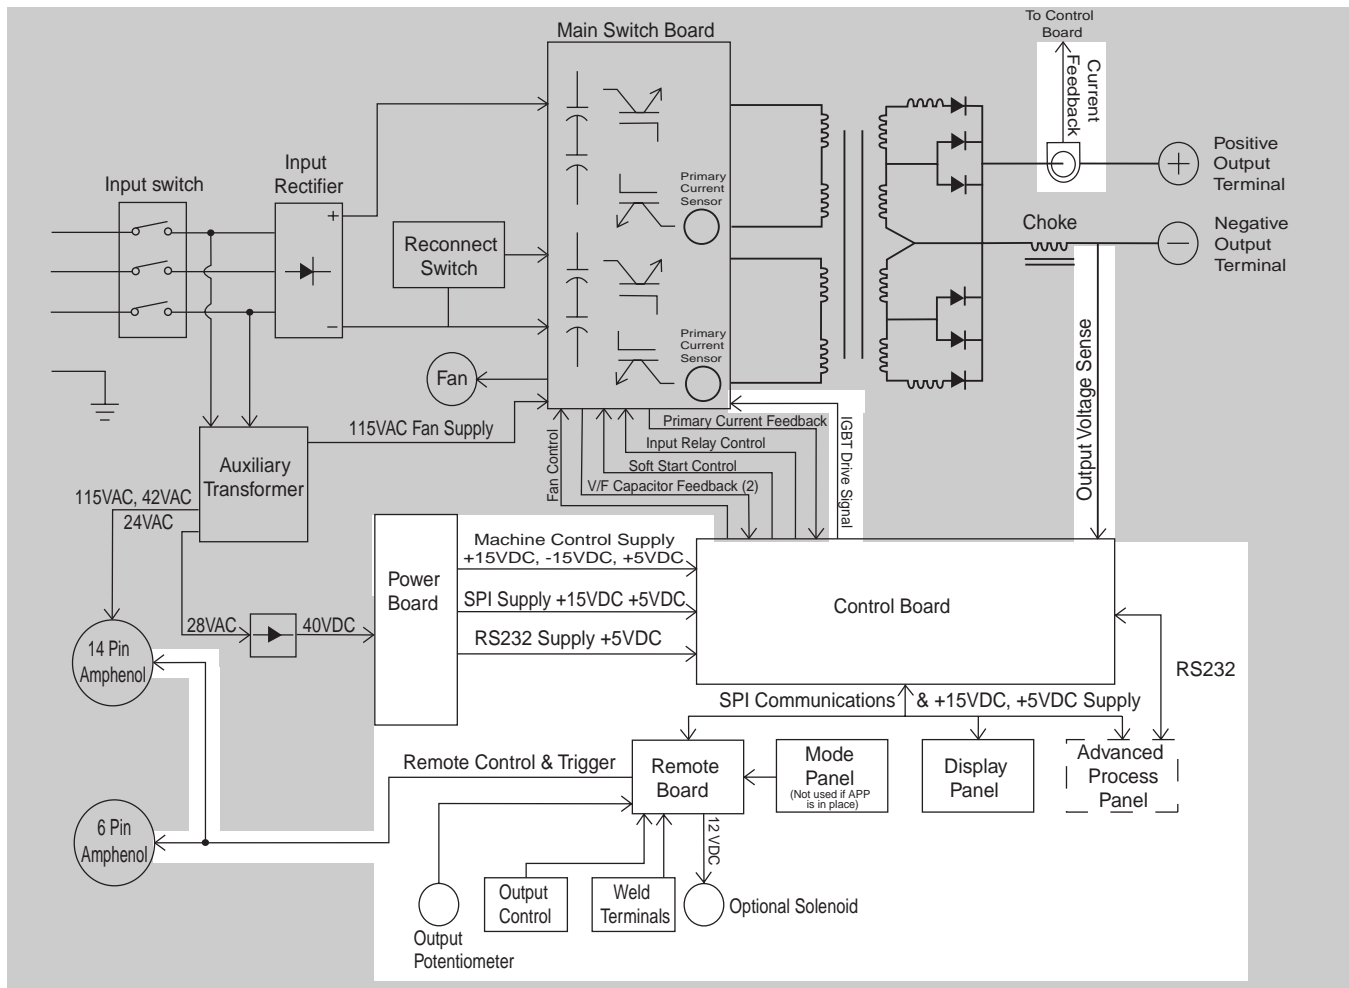 To Control
Board
Main Switch Board
Current
Feedback
Positive
Output
Terminal
Input
Rectifier
Input switch
+
Primary
Current
Sensor
+
Reconnect
Switch
Choke
Negative
Output
Terminal
–
–
Primary
Current
Sensor
Fan
Output Voltage Sense
115VAC Fan Supply
Fan Control
Primary Current Feedback
Input Relay Control
Soft Start Control
V/F Capacitor Feedback (2)
IGBT Drive Signal
Auxiliary
Transformer
115VAC, 42VAC
24VAC
Machine Control Supply
+15VDC, -15VDC, +5VDC
Power
Board
SPI Supply +15VDC +5VDC
Control Board
28VAC
40VDC
RS232 Supply +5VDC
14 Pin
Amphenol
RS232
SPI Communications & +15VDC, +5VDC Supply
Remote Control & Trigger
Remote
Board
Mode
Panel
(Not used if APP
is in place)
Display
Panel
Advanced
Process
Panel
6 Pin
Amphenol
12 VDC
Output
Control
Weld
Terminals
Optional Solenoid
Output
Potentiometer